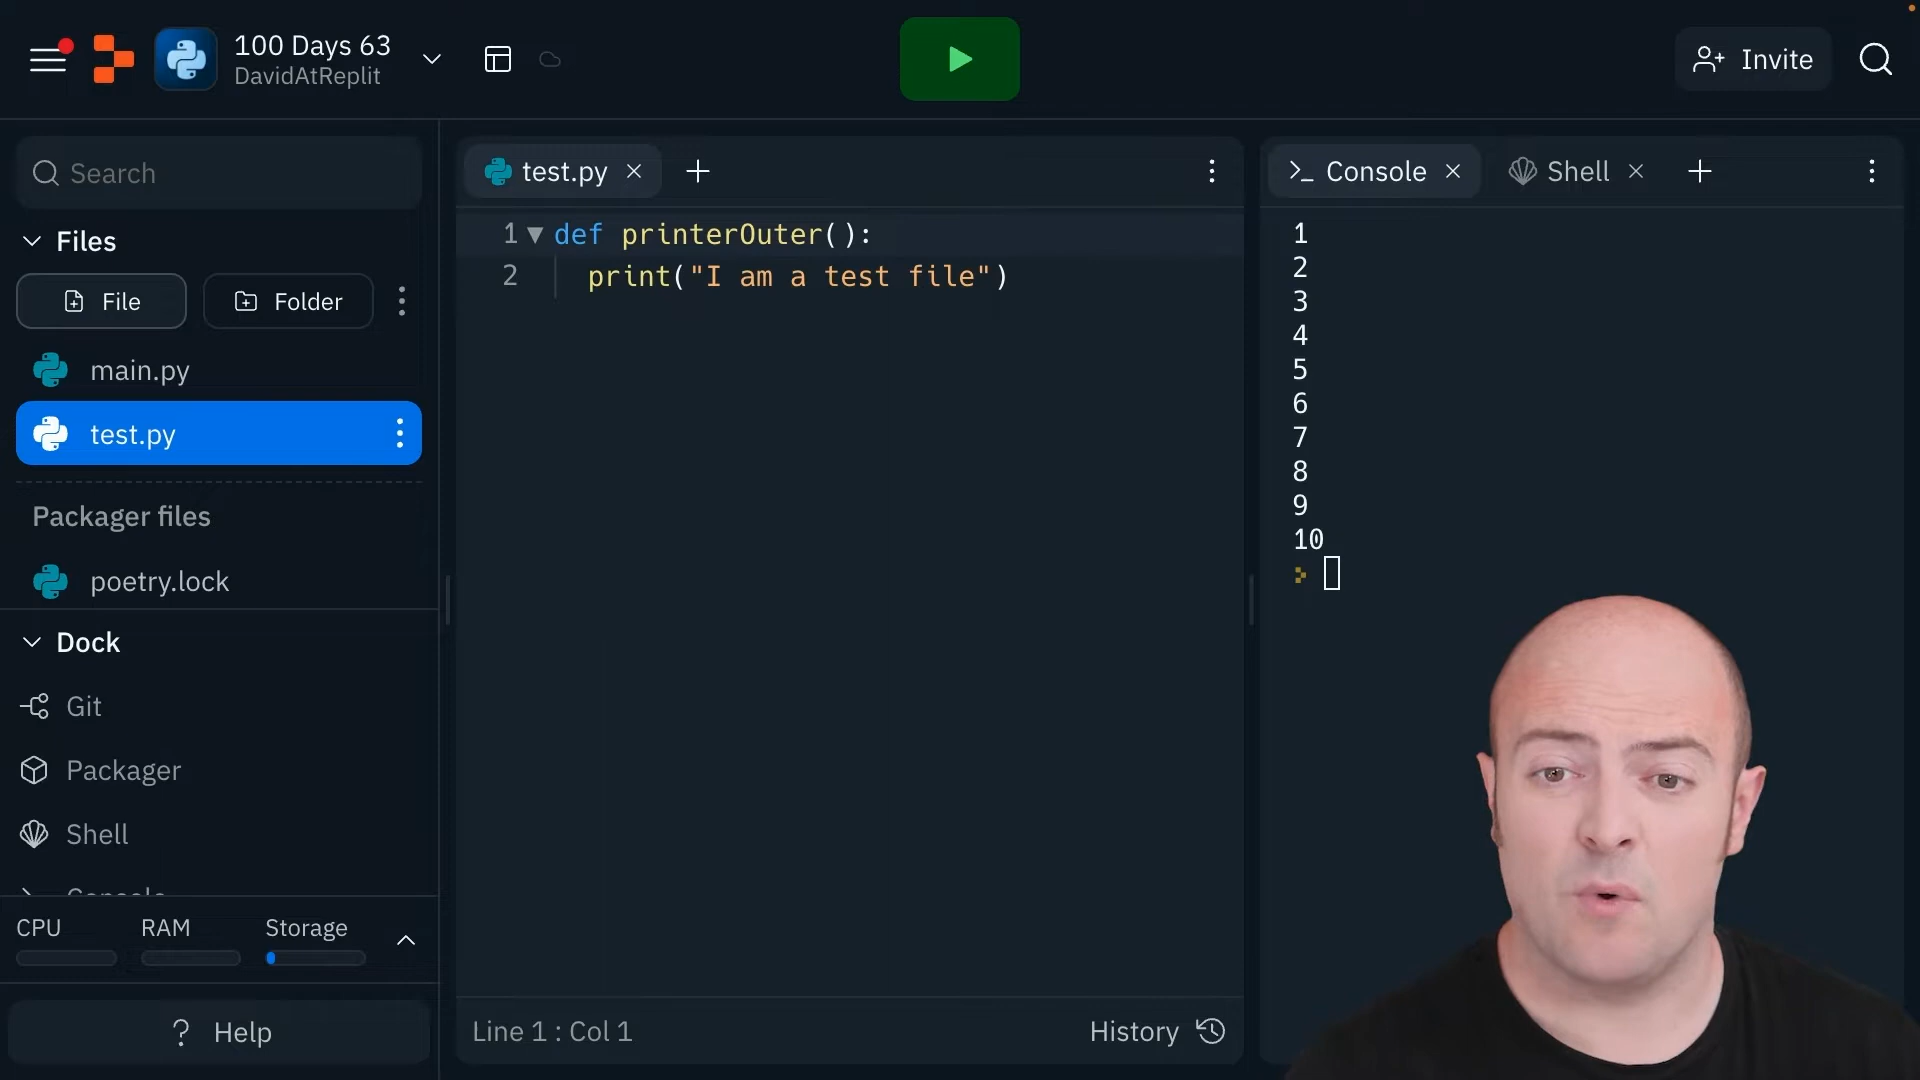 100 Days 63
DavidAtReplit
Invite
Search
Files
File
Folder
main.py
test.py
Packager files
poetry.lock
Dock
Git
Packager
Shell
Console
CPU
RAM
Storage
? Help
test.py
1 def printerOuter():
2 print("I am a test file")
Line 1 : Col 1
History
Console
Shell
1
2
3
4
5
6
7
8
9
10